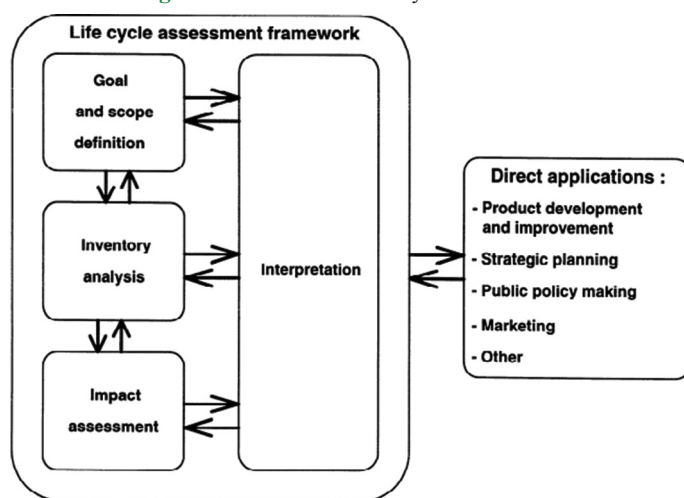 Life cycle assessment framework
Goal
and scope
definition
Inventory
analysis
Impact
assessment
Interpretation
Direct applications :
- Product development
and improvement
- Strategic planning
- Public policy making
- Marketing
- Other